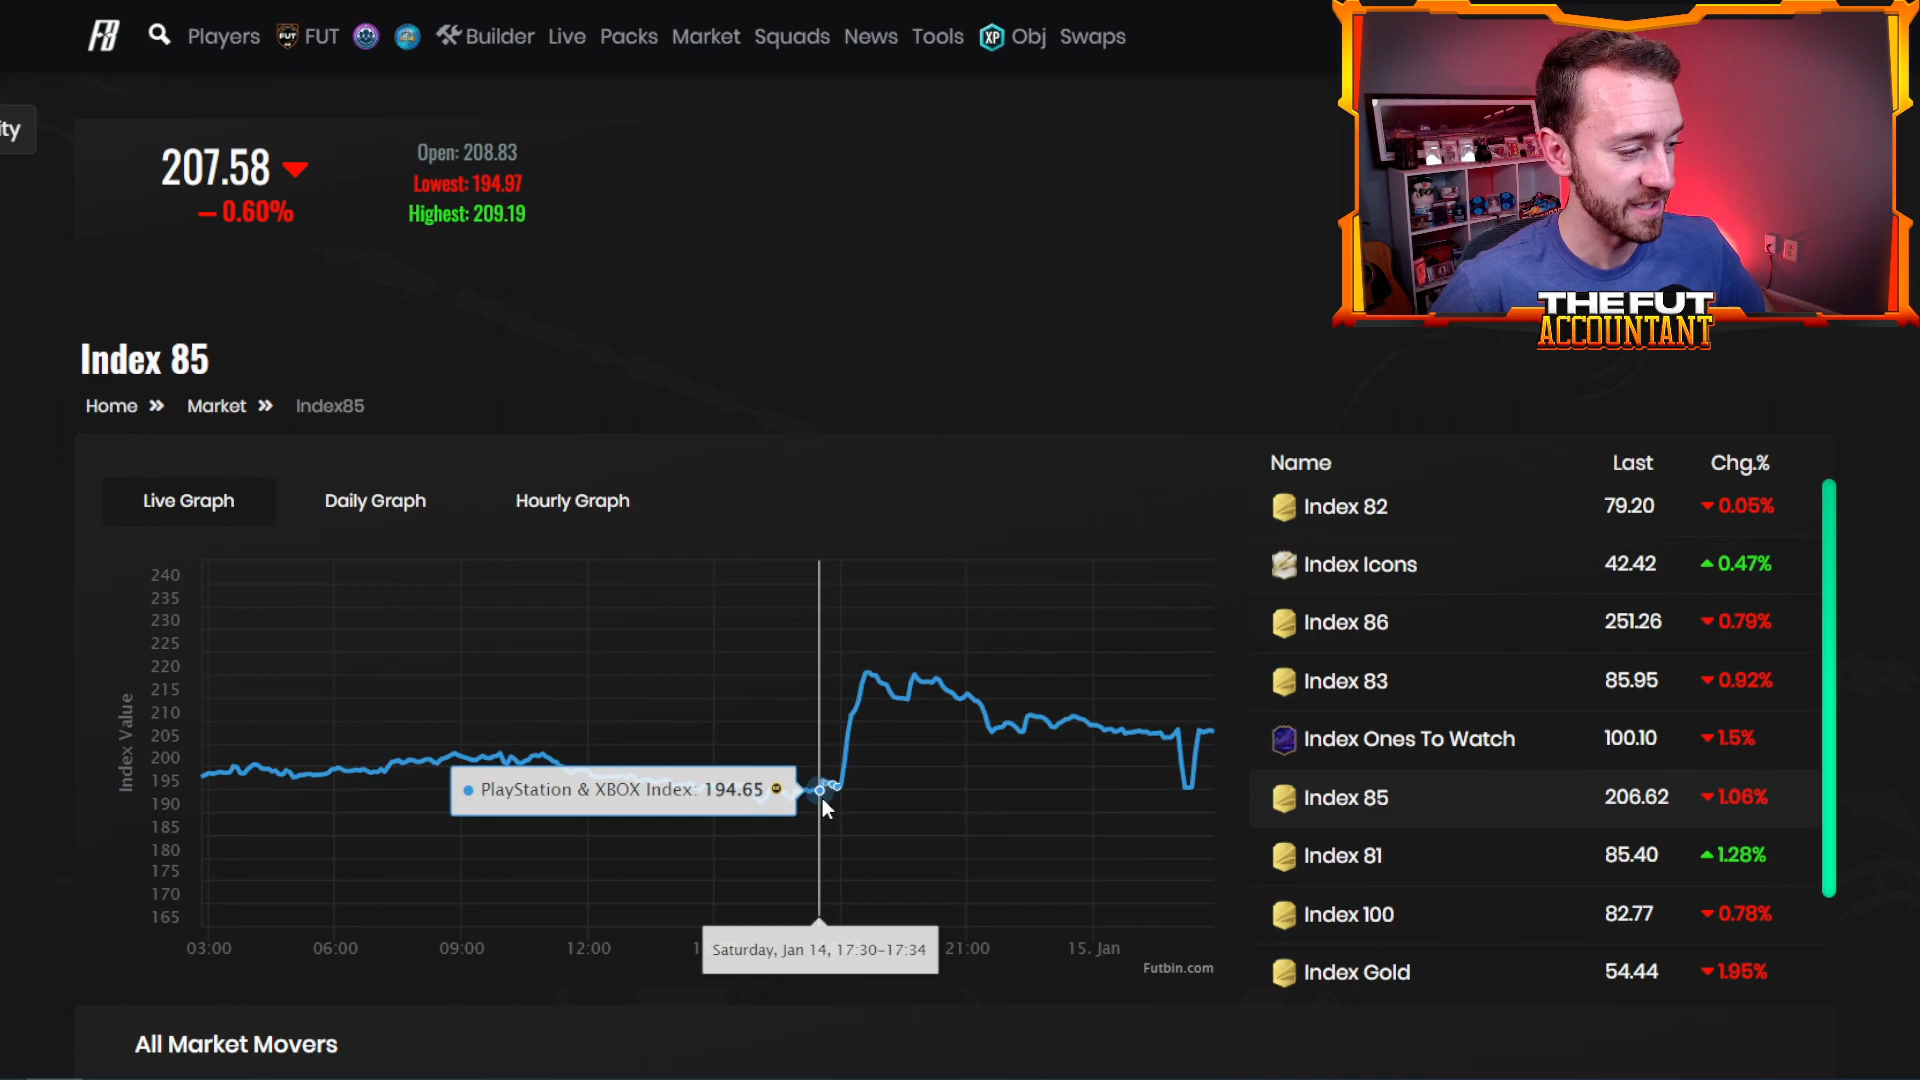 Players FUT Builder Live Packs Market Squads News Tools XP Obj Swaps
ity
207.58
– 0.60%
Open: 208.83
Lowest: 194.97
Highest: 209.19
THE FUT
ACCOUNTANT
Index 85
Home » Market » Index85
Live Graph Daily Graph Hourly Graph
Index Value
240
235
230
225
220
215
210
205
200
195
190
185
180
175
170
165
PlayStation & XBOX Index: 194.65
03:00 06:00 09:00 12:00 1 21:00 15. Jan
Saturday, Jan 14, 17:30-17:34
Futbin.com
Name Last Chg.%
Index 82 79.20 0.05%
Index Icons 42.42 0.47%
Index 86 251.26 0.79%
Index 83 85.95 0.92%
Index Ones To Watch 100.10 1.5%
Index 85 206.62 1.06%
Index 81 85.40 1.28%
Index 100 82.77 0.78%
Index Gold 54.44 1.95%
All Market Movers